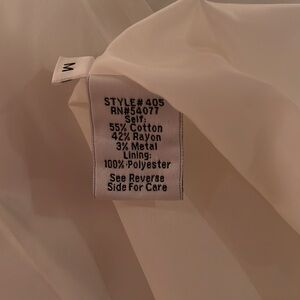 M
STYLE# 405
RN#54077
Self:
55% Cotton
42% Rayon
3% Metal
Lining:
100% Polyester
See Reverse
Side For Care